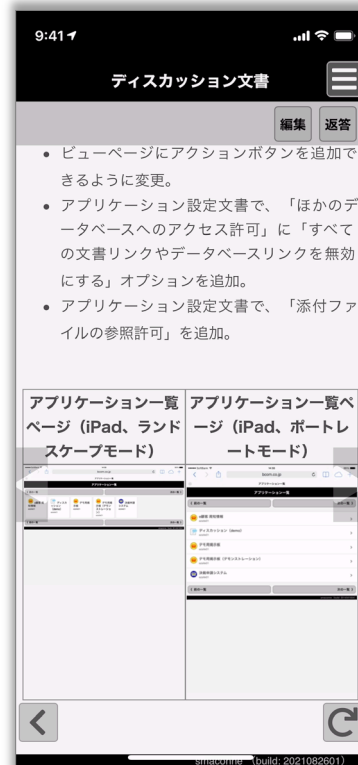 9:41
ディスカッション文書
編集 返答
• ビューページにアクションボタンを追加で
きるように変更。
• アプリケーション設定文書で、「ほかのデ
ータベースへのアクセス許可」に「すべて
の文書リンクやデータベースリンクを無効
にする」オプションを追加。
• アプリケーション設定文書で、「添付ファ
イルの参照許可」を追加。
アプリケーション一覧
ページ（iPad、ランド
スケープモード）
アプリケーション一覧ペ
ージ（iPad、ポートレ
ートモード）
アプリケーション一覧
smaconne （build: 2021082601）